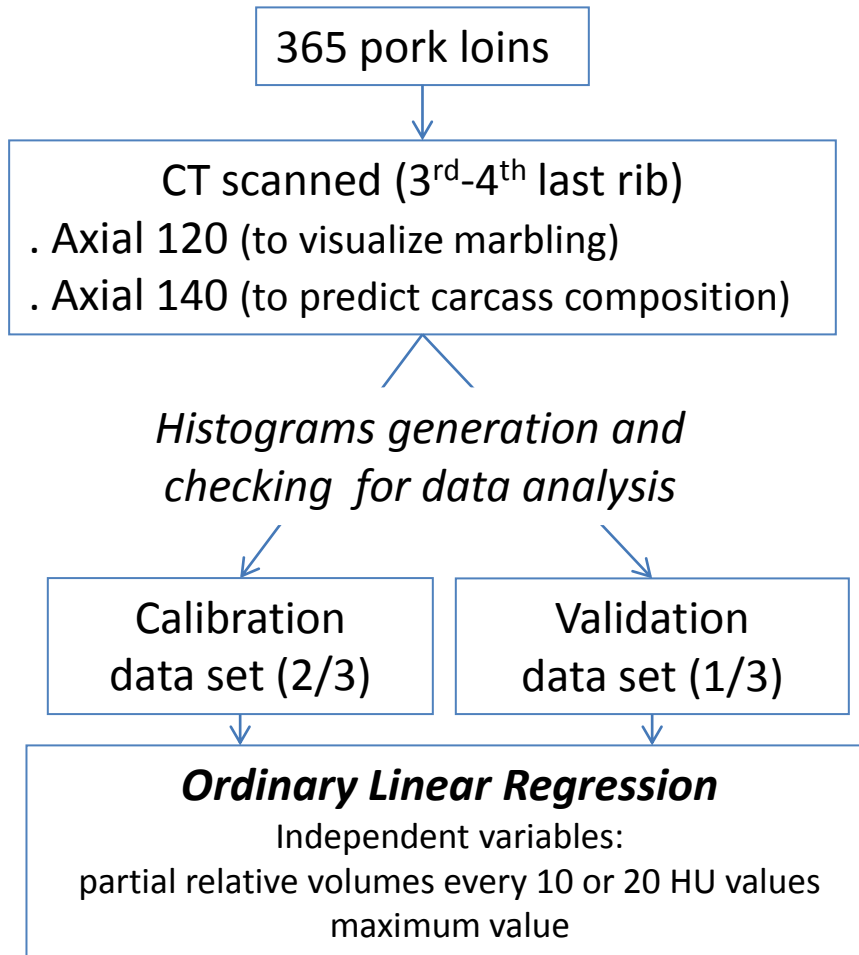 365 pork loins
CT scanned (3rd-4th last rib)
. Axial 120 (to visualize marbling)
. Axial 140 (to predict carcass composition)
Histograms generation and
checking for data analysis
Calibration
data set (2/3)
Validation
data set (1/3)
Ordinary Linear Regression
Independent variables:
partial relative volumes every 10 or 20 HU values
maximum value